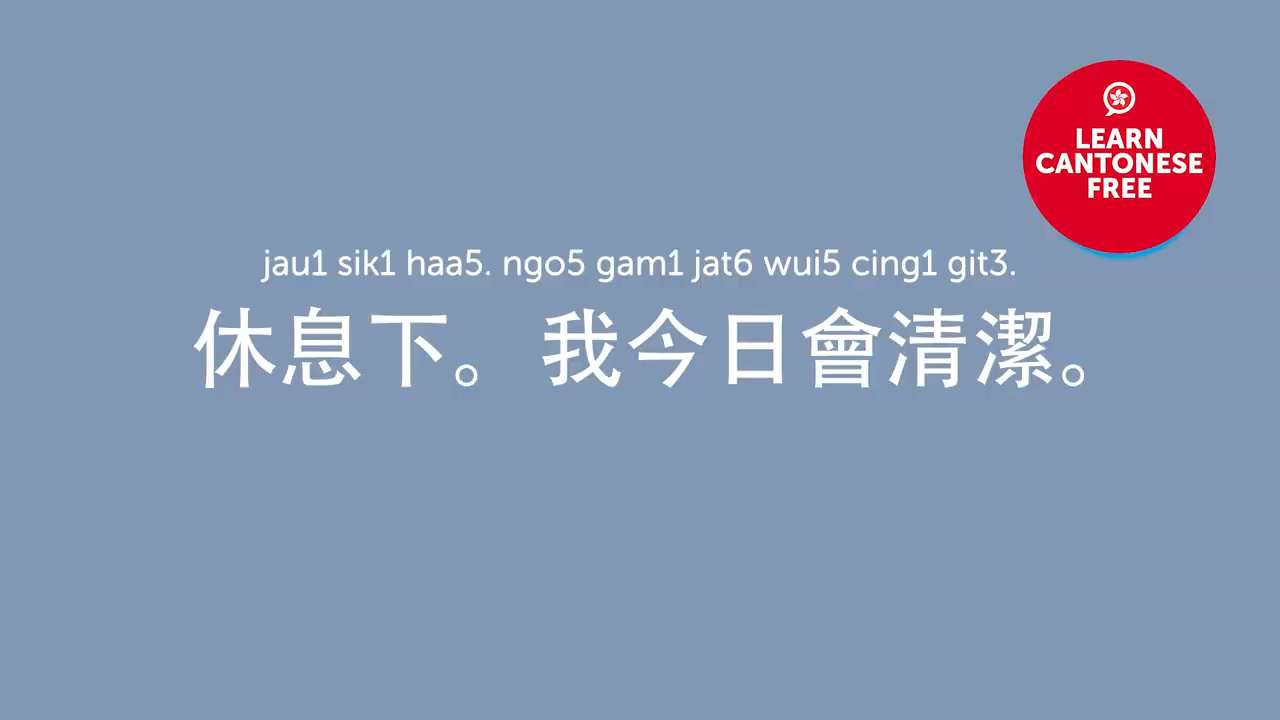 LEARN
CANTONESE
FREE
jau1 sik1 haa5. ngo5 gam1 jat6 wui5 cing1 git3.
休息下。我今日會清潔。